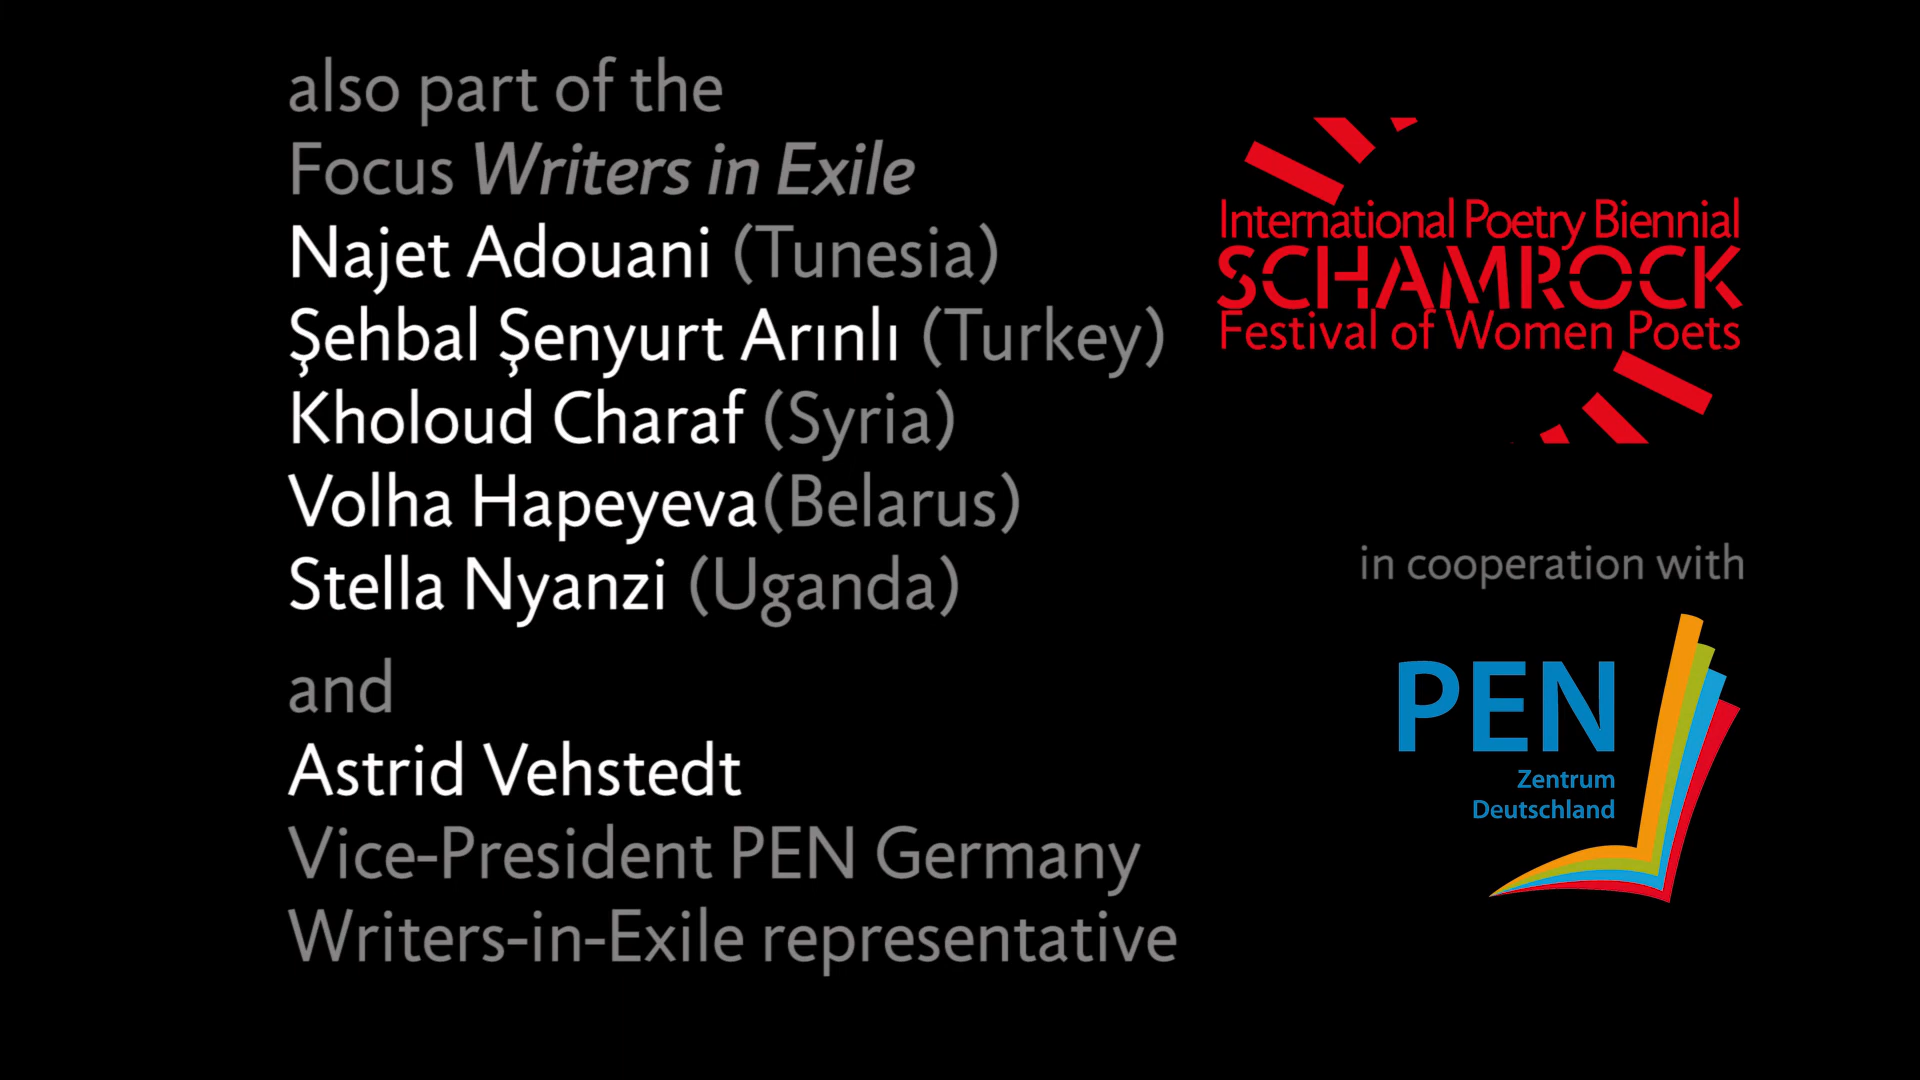 also part of the
Focus Writers in Exile
Najet Adouani (Tunesia)
Şehbal Şenyurt Arınlı (Turkey)
Kholoud Charaf (Syria)
Volha Hapeyeva(Belarus)
Stella Nyanzi (Uganda)
and
Astrid Vehstedt
Vice-President PEN Germany
Writers-in-Exile representative
International Poetry Biennial
SCHAMROCK
Festival of Women Poets
in cooperation with
PEN
Zentrum
Deutschland